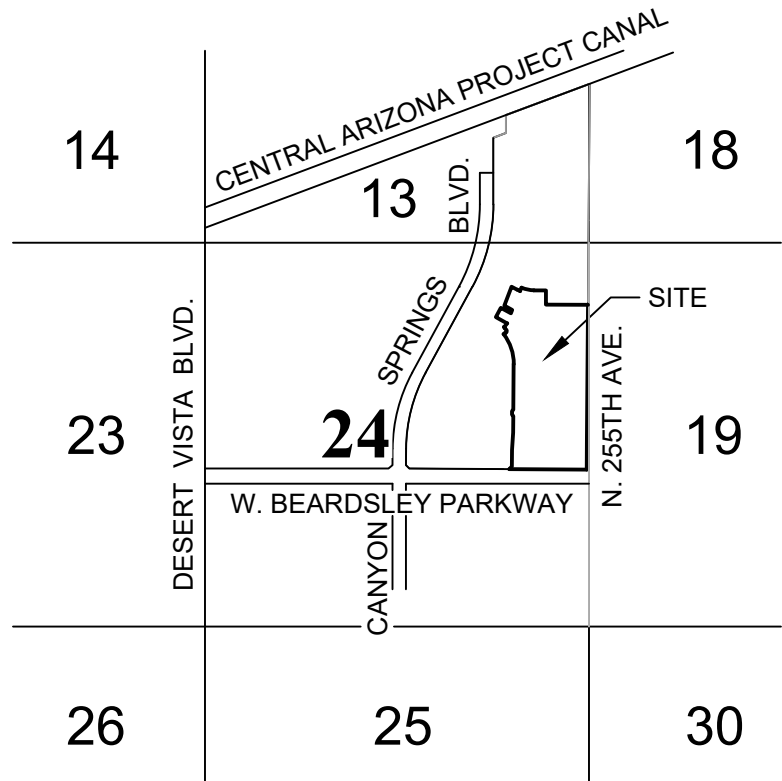 CENTRAL ARIZONA PROJECT CANAL
14
13
18
BLVD.
SPRINGS
SITE
DESERT VISTA BLVD.
23
24
N. 255TH AVE.
19
W. BEARDSLEY PARKWAY
CANYON
26
25
30